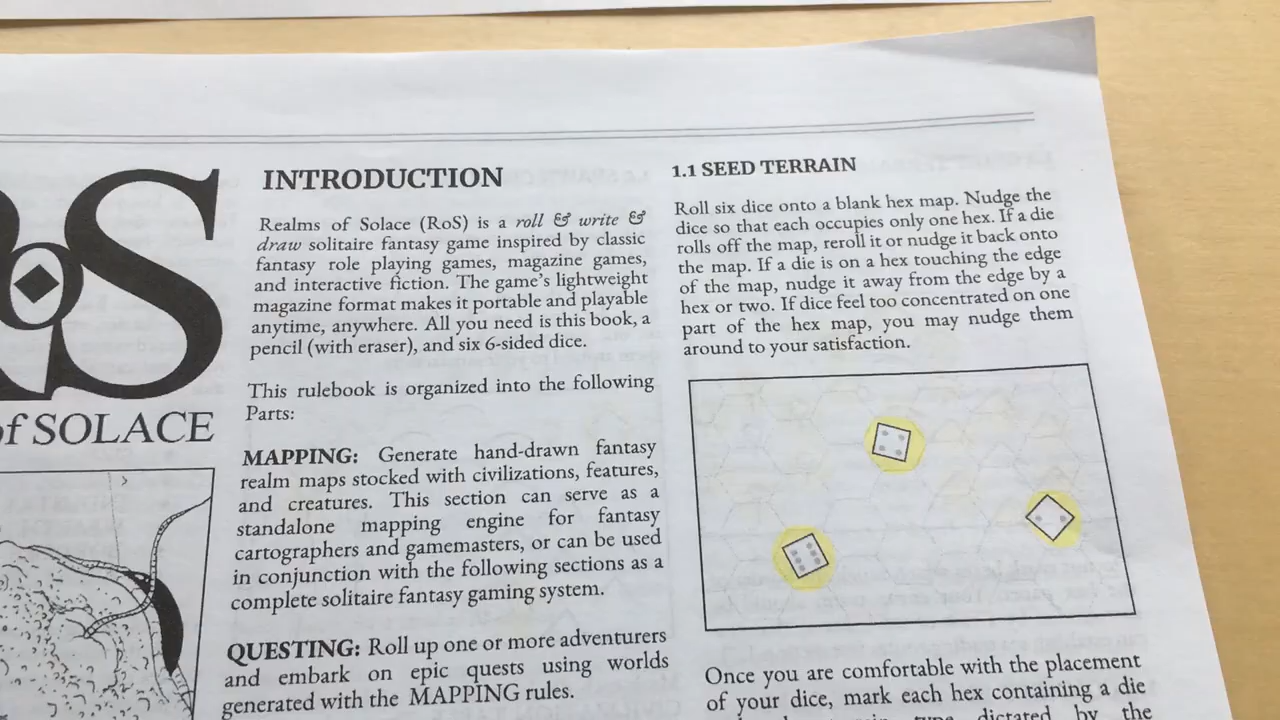 RoS
of SOLACE
INTRODUCTION
Realms of Solace (RoS) is a roll & write &
draw solitaire fantasy game inspired by classic
fantasy role playing games, magazine games,
and interactive fiction. The game's lightweight
magazine format makes it portable and playable
anytime, anywhere. All you need is this book, a
pencil (with eraser), and six 6-sided dice.
This rulebook is organized into the following
Parts:
MAPPING: Generate hand-drawn fantasy
realm maps stocked with civilizations, features,
and creatures. This section can serve as a
standalone mapping engine for fantasy
cartographers and gamemasters, or can be used
in conjunction with the following sections as a
complete solitaire fantasy gaming system.
QUESTING: Roll up one or more adventurers
and embark on epic quests using worlds
generated with the MAPPING rules.
1.1 SEED TERRAIN
Roll six dice onto a blank hex map. Nudge the
dice so that each occupies only one hex. If a die
rolls off the map, reroll it or nudge it back onto
the map. If a die is on a hex touching the edge
of the map, nudge it away from the edge by a
hex or two. If dice feel too concentrated on one
part of the hex map, you may nudge them
around to your satisfaction.
Once you are comfortable with the placement
of your dice, mark each hex containing a die
type dictated by the